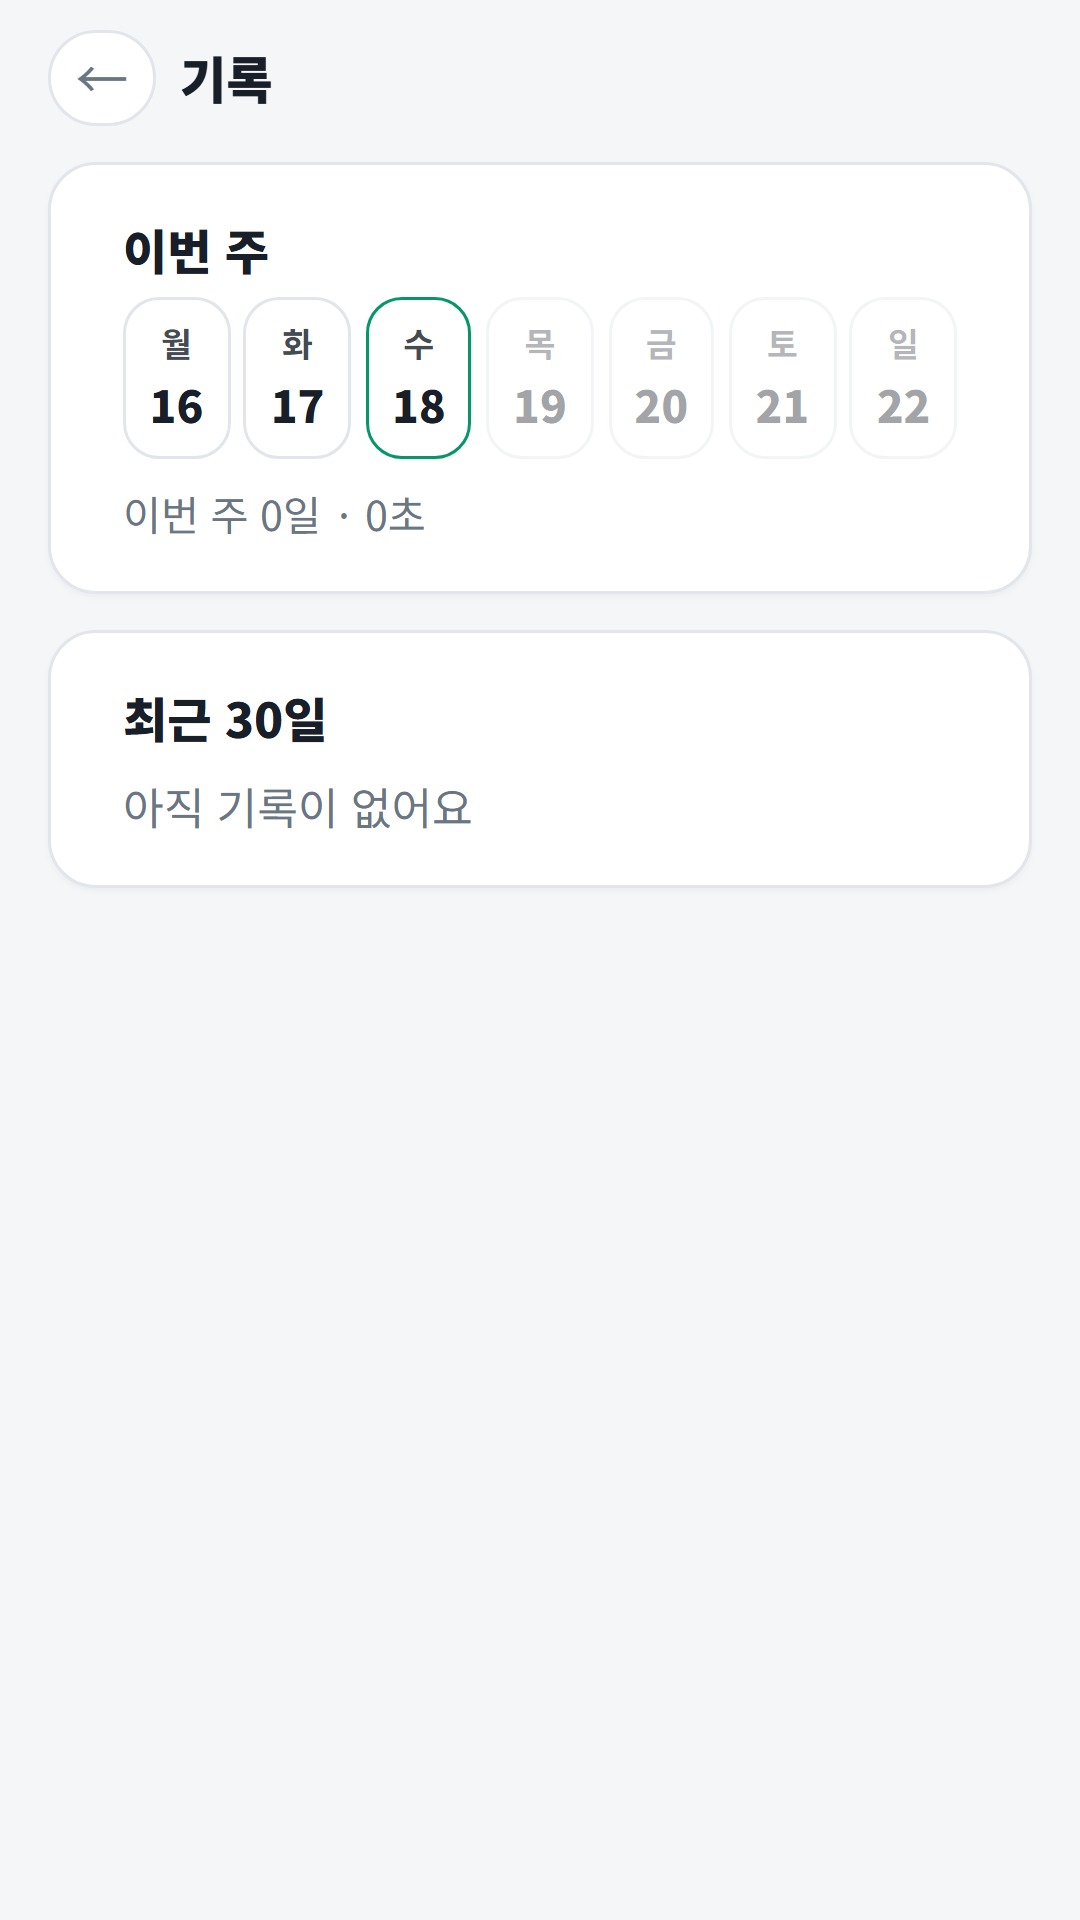 ← 기록
이번 주
월 화 수 목 금 토 일
16 17 18 19 20 21 22
이번 주 0일 · 0초
최근 30일
아직 기록이 없어요